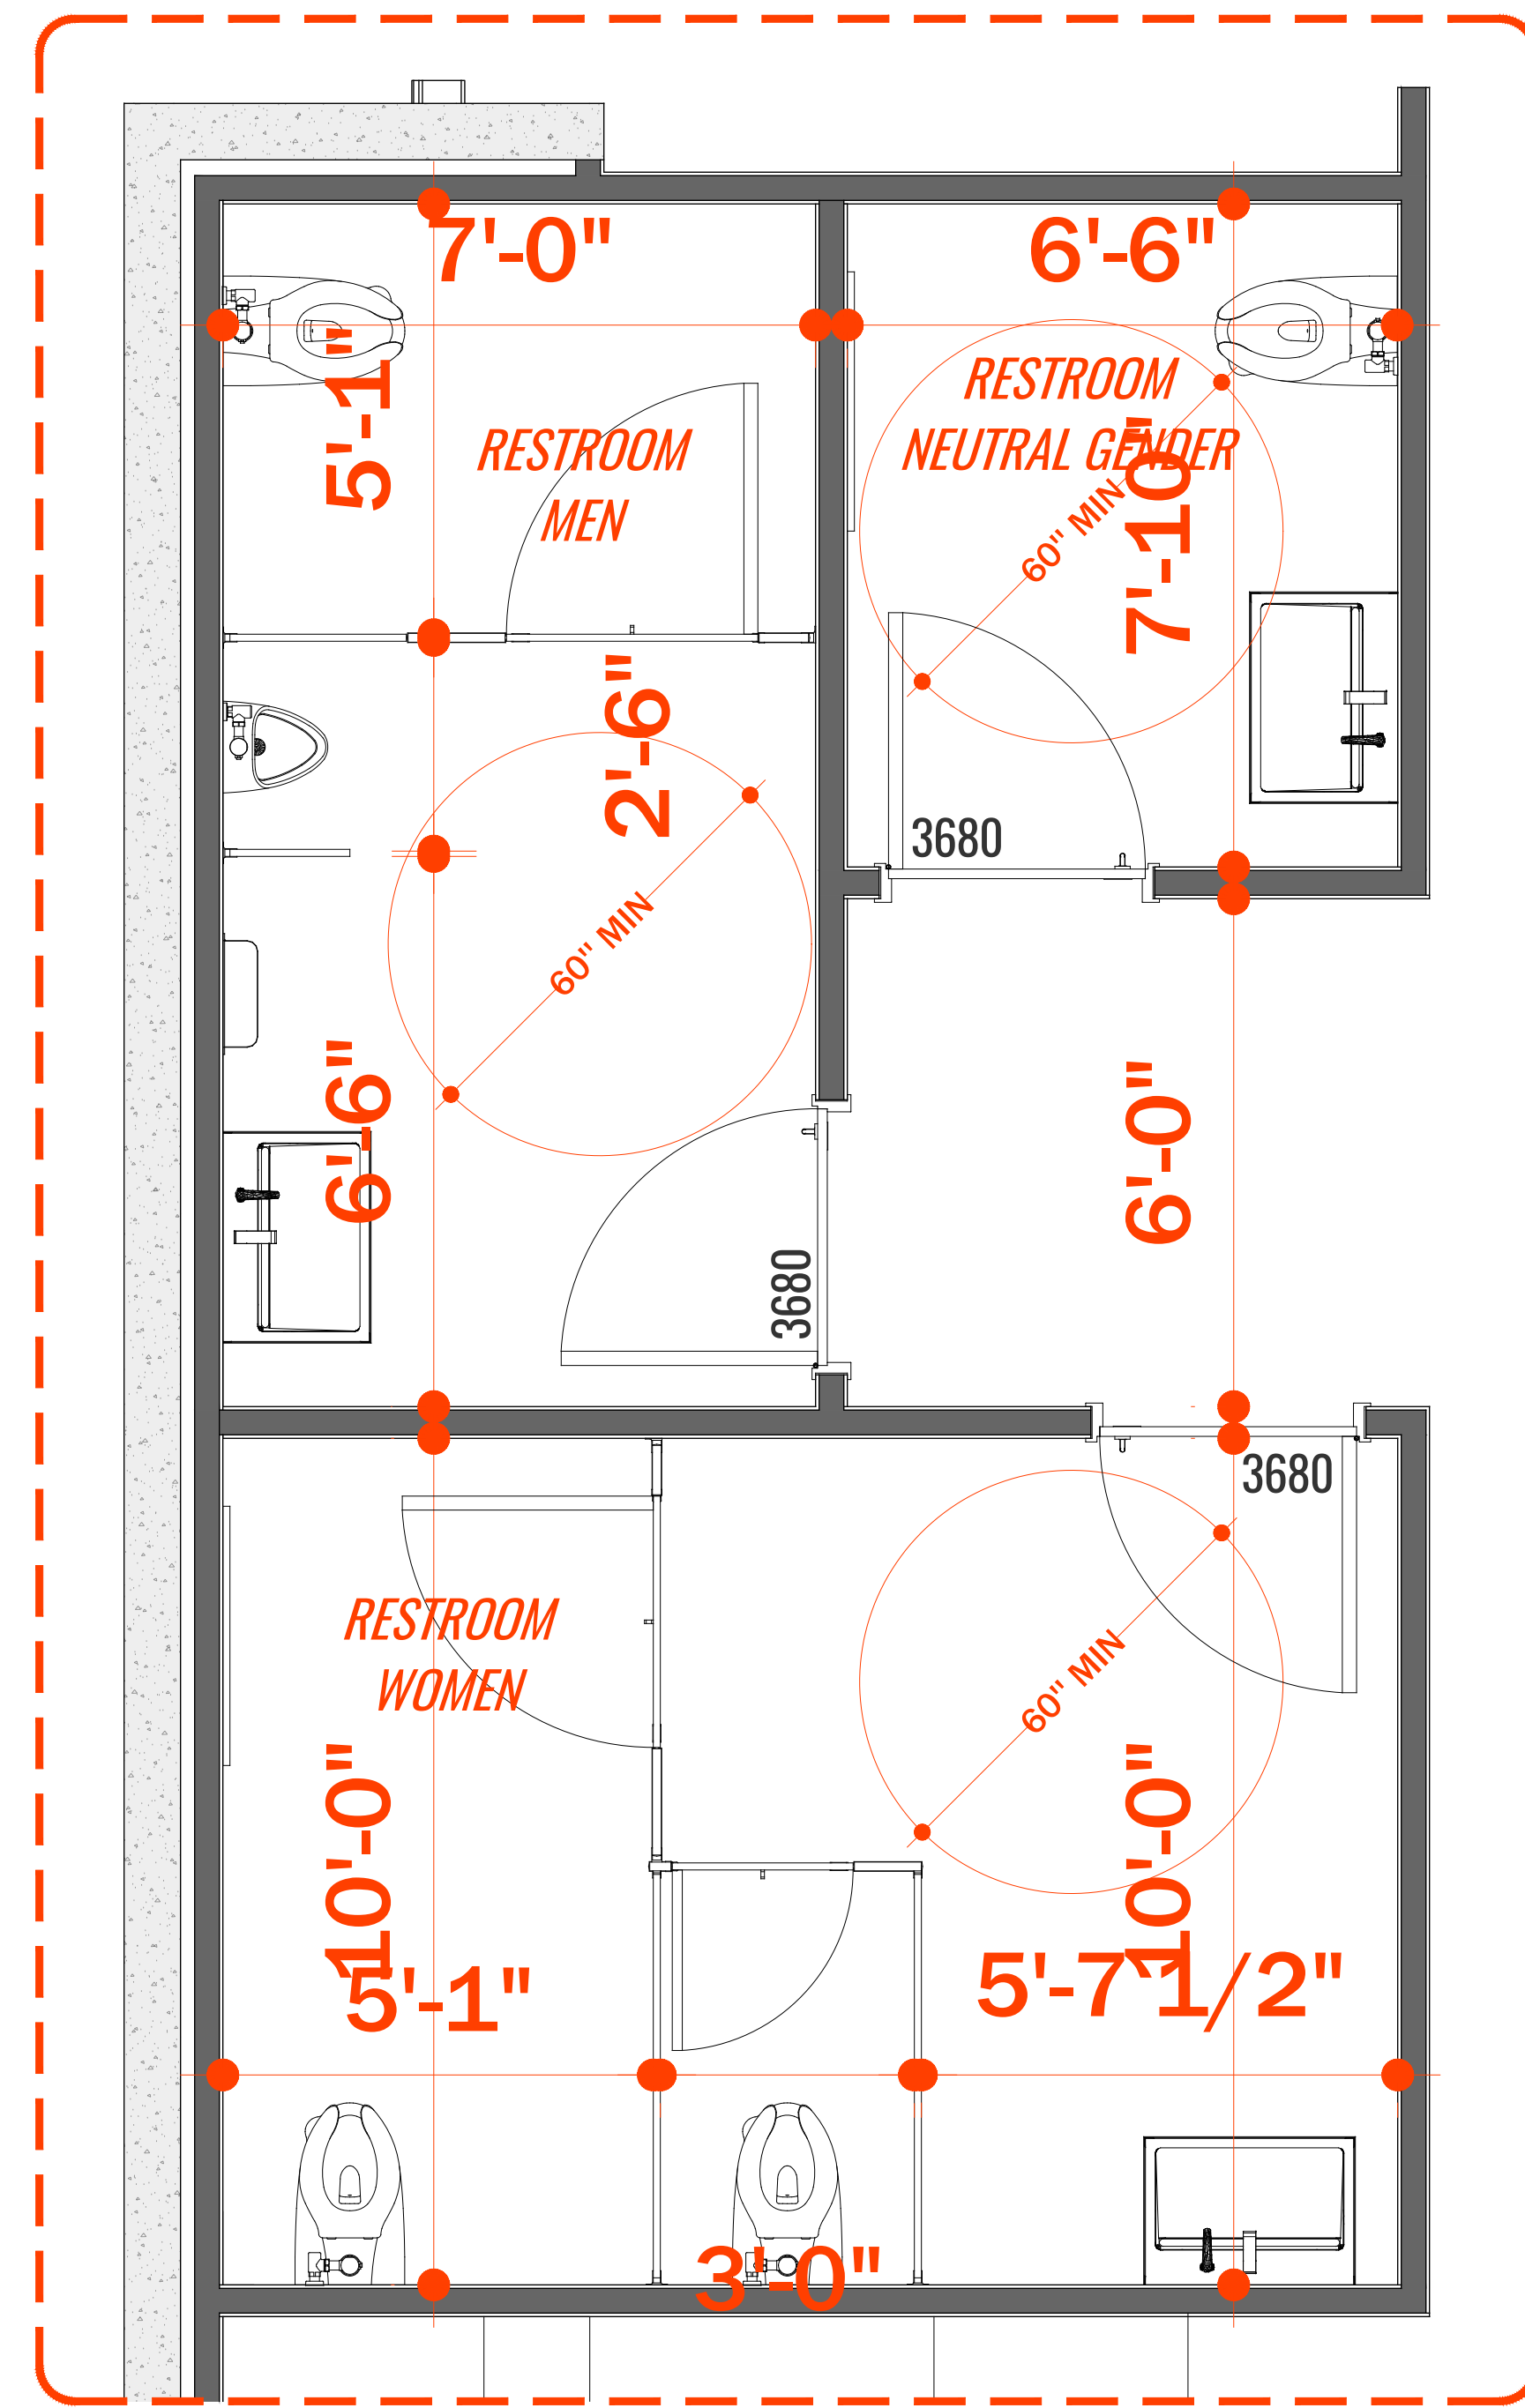 7'-0"
6'-6"
5'-1"
RESTROOM
NEUTRAL GENDER
RESTROOM
MEN
7'-10"
60" MIN
2'-6"
3680
60" MIN
6'-6"
6'-0"
3680
3680
RESTROOM
WOMEN
60" MIN
10'-0"
10'-0"
5'-1"
5'-7 1/2"
3'-0"